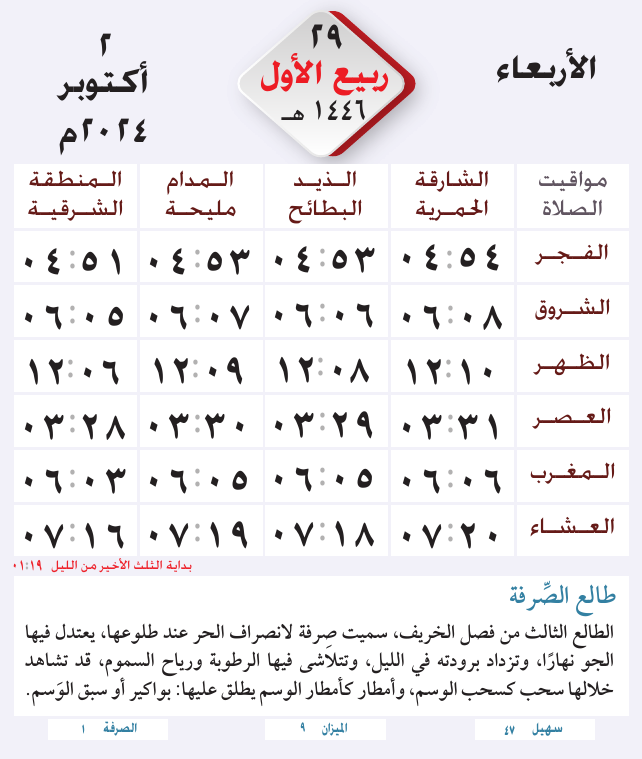 الأربعاء
٢٩
ربيع الأول
١٤٤٦ هـ
٢
أكتوبر
٢٠٢٤م
مواقيت الصلاة
الشارقة الحمرية
الذيد البطائح
المدام مليحة
المنطقة الشرقية
الفجر ٠٤:٥٤ ٠٤:٥٣ ٠٤:٥٣ ٠٤:٥١
الشروق ٠٦:٠٨ ٠٦:٠٦ ٠٦:٠٧ ٠٦:٠٥
الظهر ١٢:١٠ ١٢:٠٨ ١٢:٠٩ ١٢:٠٦
العصر ٠٣:٣١ ٠٣:٢٩ ٠٣:٣٠ ٠٣:٢٨
المغرب ٠٦:٠٦ ٠٦:٠٥ ٠٦:٠٥ ٠٦:٠٣
العشاء ٠٧:٢٠ ٠٧:١٨ ٠٧:١٩ ٠٧:١٦
بداية الثلث الأخير من الليل ٠١:١٩
طالع الصِّرفة
الطالع الثالث من فصل الخريف، سميت صِرفة لانصراف الحر عند طلوعها، يعتدل فيها
الجو نهارًا، وتزداد برودته في الليل، وتتلاشى فيها الرطوبة ورياح السموم، قد تشاهد
خلالها سحب كسحب الوسم، وأمطار كأمطار الوسم يطلق عليها: بواكير أو سبق الوَسم.
سهيل ٤٧
الميزان ٩
الصرفة ١